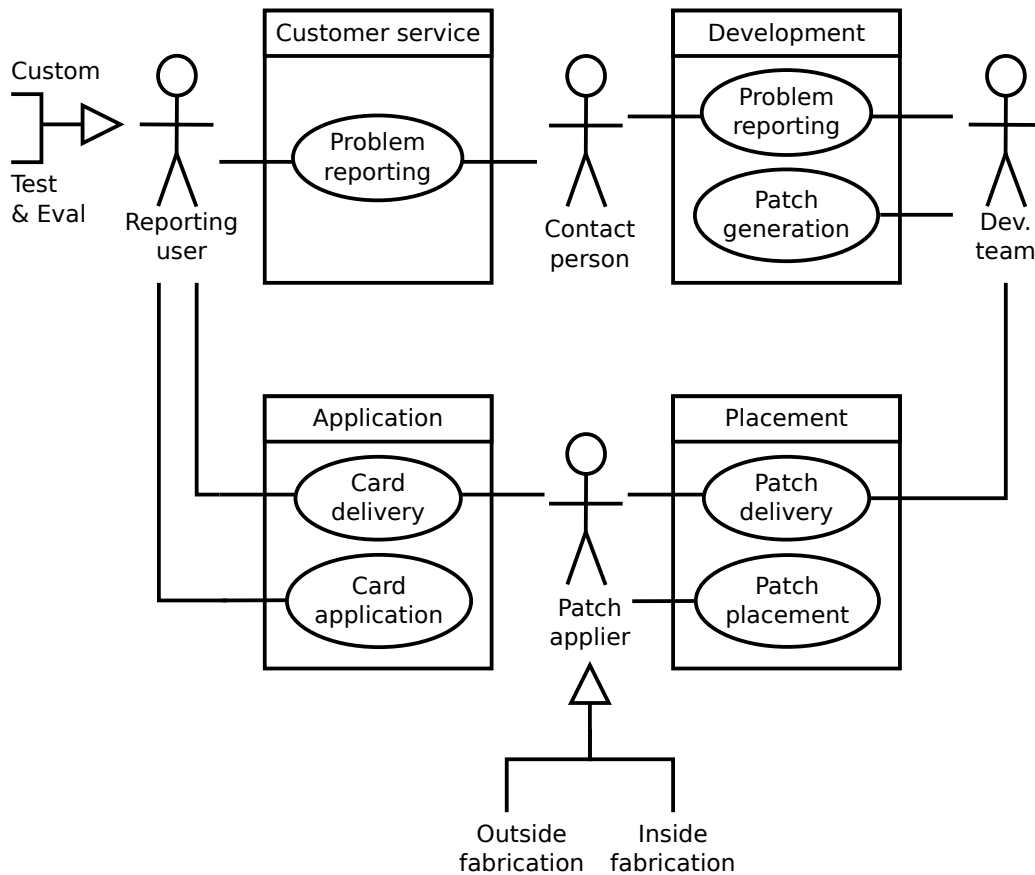 Customer service
Development
Custom
Test
& Eval
Reporting
user
Problem
reporting
Contact
person
Problem
reporting
Patch
generation
Dev.
team
Application
Card
delivery
Card
application
Patch
applier
Placement
Patch
delivery
Patch
placement
Outside
fabrication
Inside
fabrication